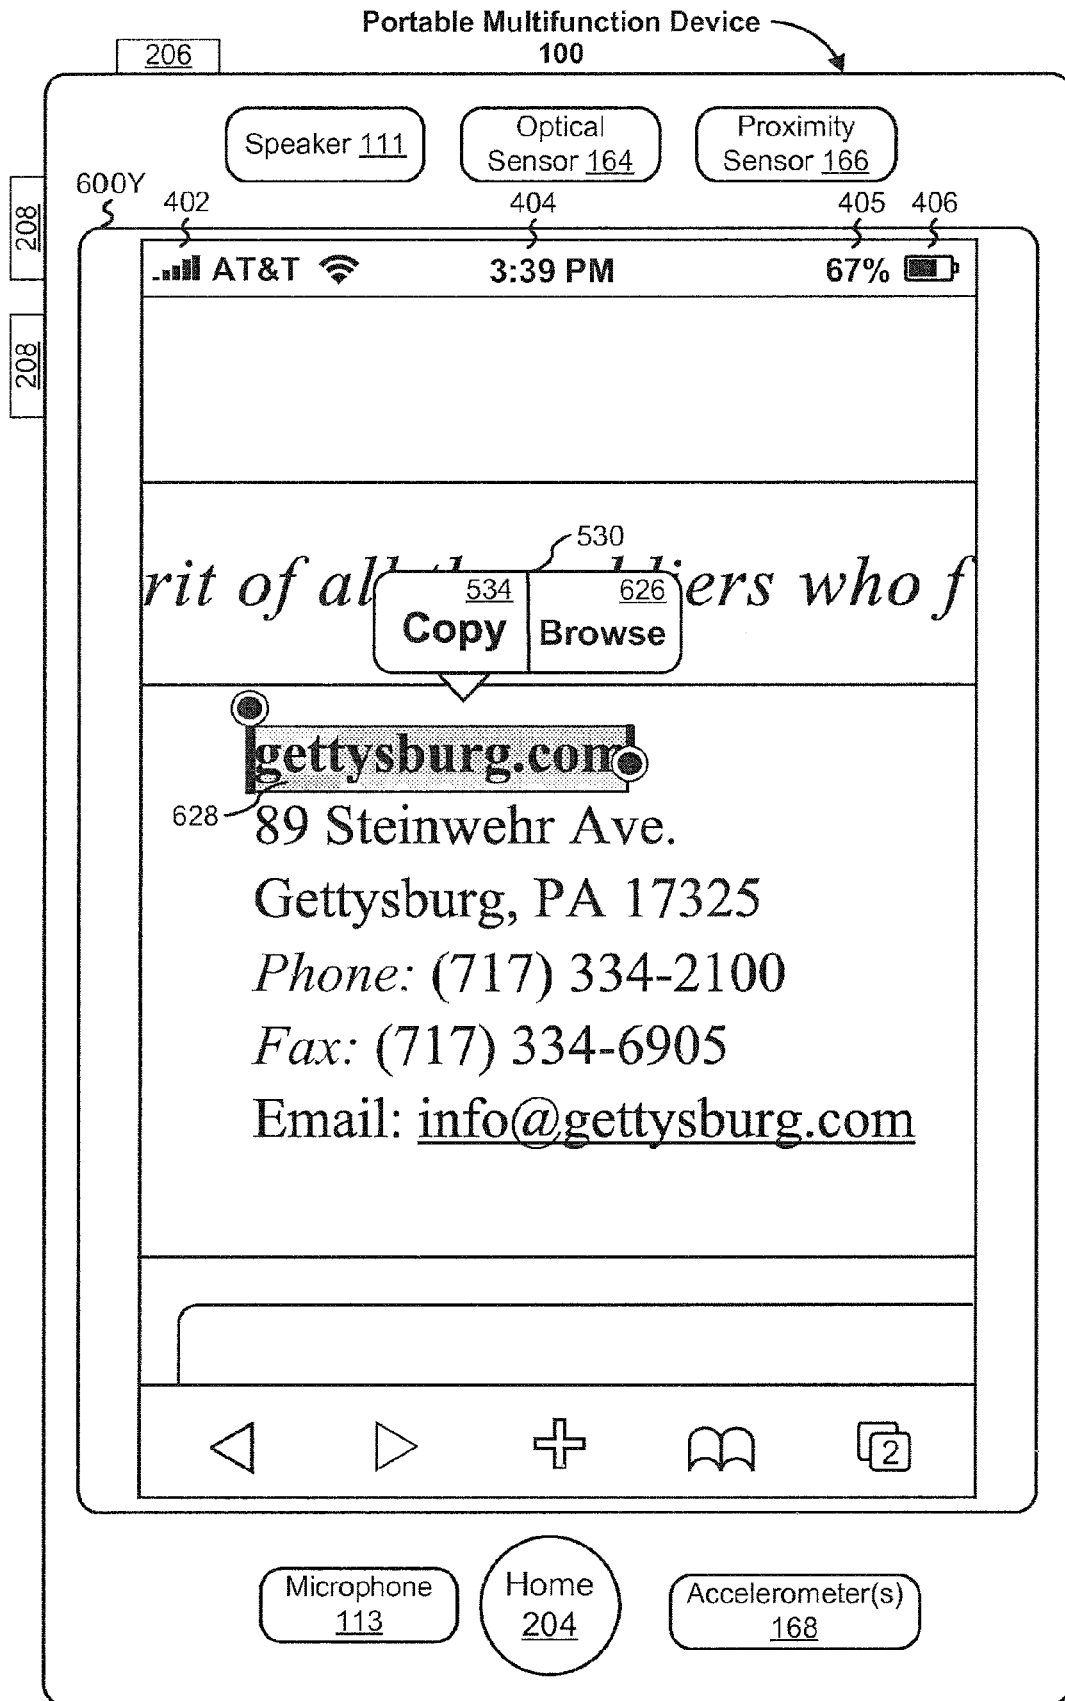 Portable Multifunction Device
100
206
Speaker 111
Optical
Sensor 164
Proximity
Sensor 166
600Y
208
402
404
405
406
AT&T
3:39 PM
67%
208
530
rit of all iers who f
534
626
Copy
Browse
gettysburg.com
628
89 Steinwehr Ave.
Gettysburg, PA 17325
Phone: (717) 334-2100
Fax: (717) 334-6905
Email: info@gettysburg.com
2
Microphone
113
Home
204
Accelerometer(s)
168